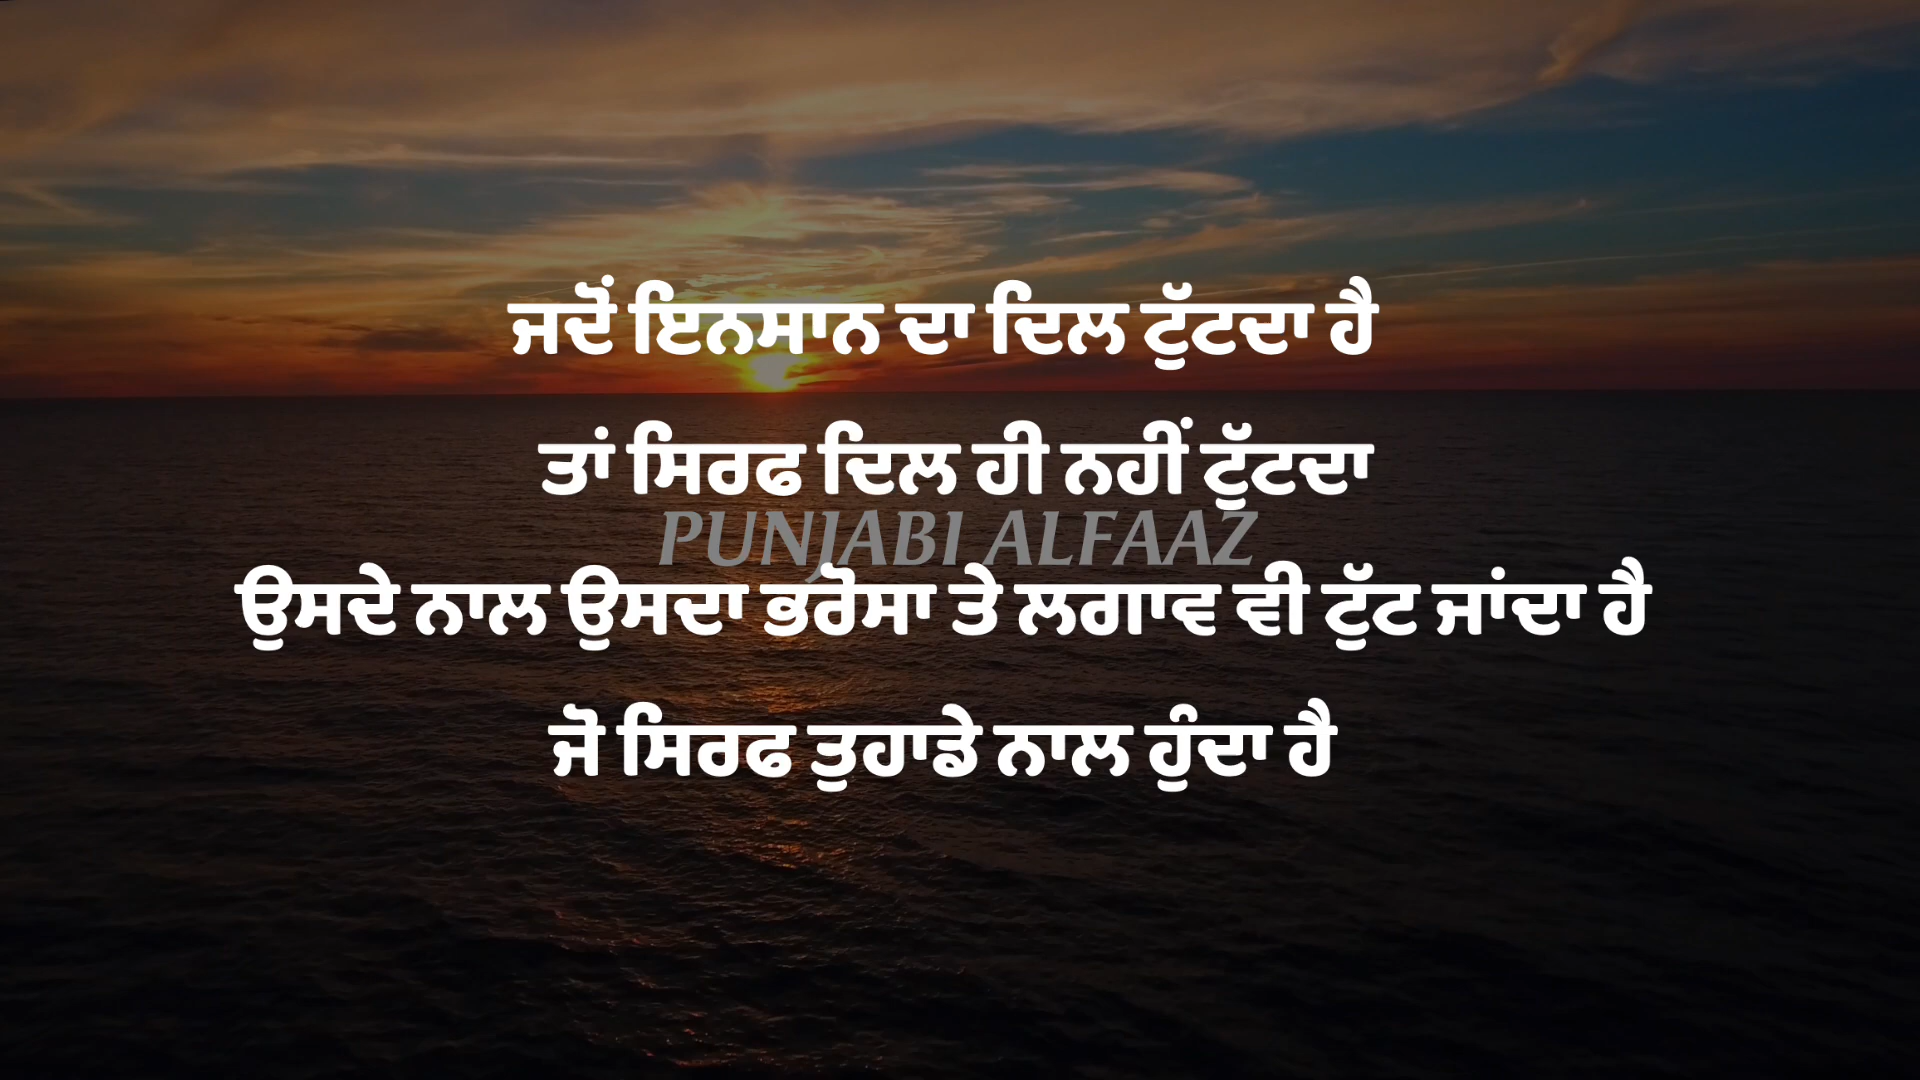 ਜਦੋਂ ਇਨਸਾਨ ਦਾ ਦਿਲ ਟੁੱਟਦਾ ਹੈ
ਤਾਂ ਸਿਰਫ ਦਿਲ ਹੀ ਨਹੀਂ ਟੁੱਟਦਾ
PUNJABI ALFAAZ
ਉਸਦੇ ਨਾਲ ਉਸਦਾ ਭਰੋਸਾ ਤੇ ਲਗਾਵ ਵੀ ਟੁੱਟ ਜਾਂਦਾ ਹੈ
ਜੋ ਸਿਰਫ ਤੁਹਾਡੇ ਨਾਲ ਹੁੰਦਾ ਹੈ